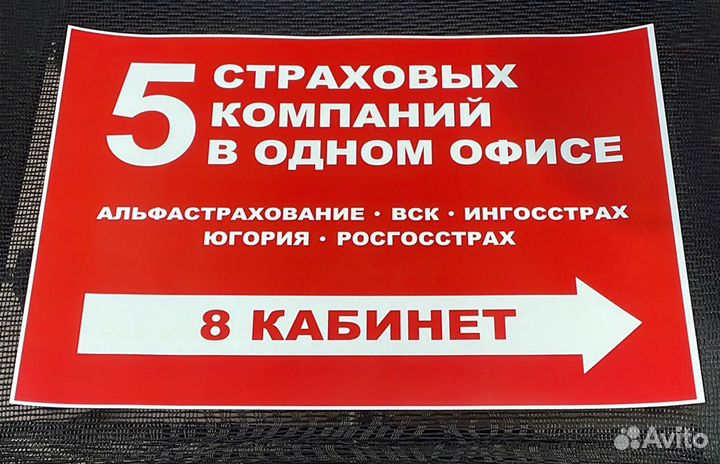 5 СТРАХОВЫХ
КОМПАНИЙ
В ОДНОМ ОФИСЕ
АЛЬФАСТРАХОВАНИЕ · ВСК · ИНГОССТРАХ
ЮГОРИЯ · РОСГОССТРАХ
8 КАБИНЕТ
Avito